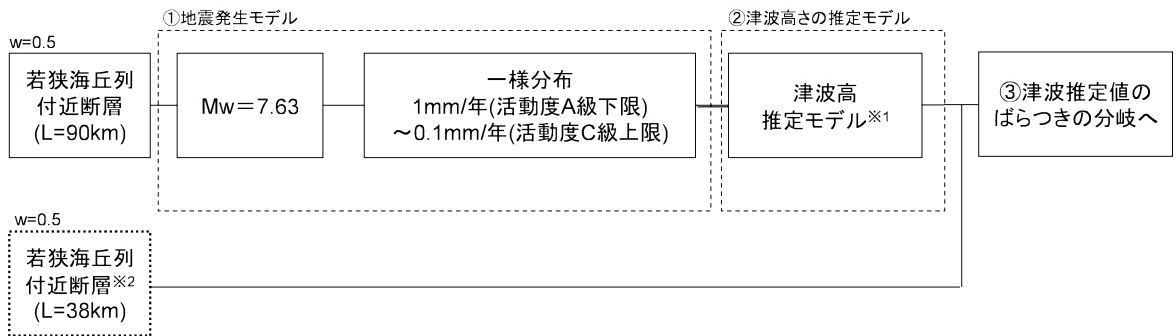 ①地震発生モデル
②津波高さの推定モデル
w=0.5
若狭海丘列
付近断層
(L=90km)
Mw=7.63
一様分布
1mm/年(活動度A級下限)
～0.1mm/年(活動度C級上限)
津波高
推定モデル※1
③津波推定値の
ばらつきの分岐へ
w=0.5
若狭海丘列
付近断層※2
(L=38km)